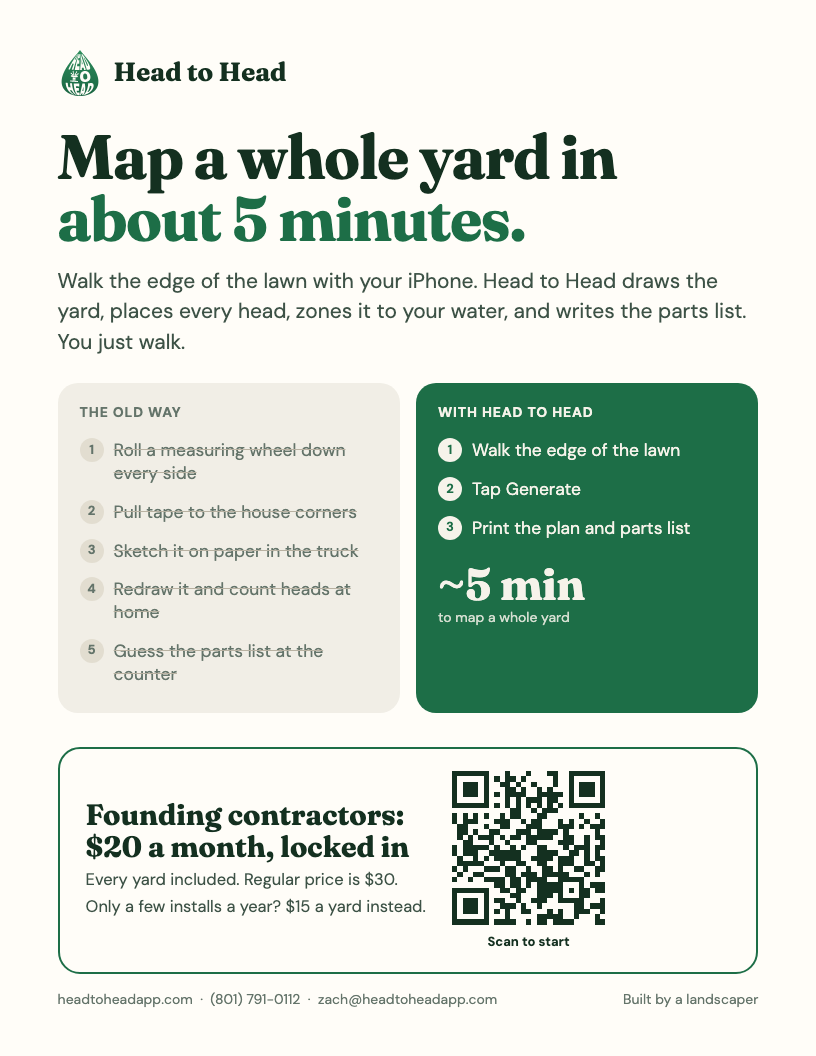 HEAD
TO
HEAD
Head to Head
Map a whole yard in
about 5 minutes.
Walk the edge of the lawn with your iPhone. Head to Head draws the
yard, places every head, zones it to your water, and writes the parts list.
You just walk.
THE OLD WAY
1 Roll a measuring wheel down
every side
2 Pull tape to the house corners
3 Sketch it on paper in the truck
4 Redraw it and count heads at
home
5 Guess the parts list at the
counter
WITH HEAD TO HEAD
1 Walk the edge of the lawn
2 Tap Generate
3 Print the plan and parts list
~5 min
to map a whole yard
Founding contractors:
$20 a month, locked in
Every yard included. Regular price is $30.
Only a few installs a year? $15 a yard instead.
Scan to start
headtoheadapp.com · (801) 791-0112 · zach@headtoheadapp.com
Built by a landscaper